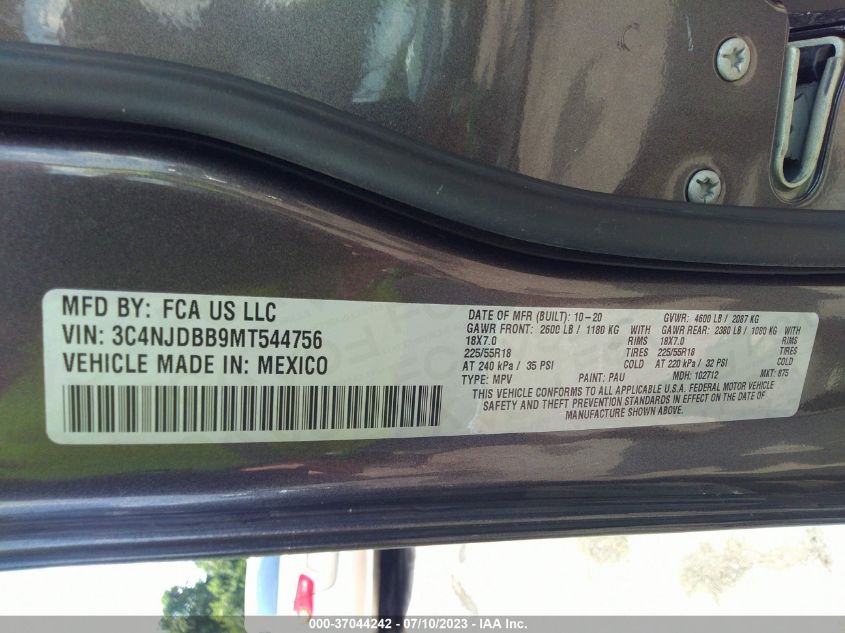 MFD BY: FCA US LLC
VIN: 3C4NJDBB9MT544756
VEHICLE MADE IN: MEXICO
DATE OF MFR (BUILT): 10-20 GVWR: 4600 LB / 2087 KG
GAWR FRONT: 2600 LB / 1180 KG GAWR REAR: 2380 LB / 1080 KG
18X7.0 RIMS 18X7.0 RIMS
225/55R18 TIRES 225/55R18 TIRES
AT 240 kPa / 35 PSI COLD AT 220 kPa / 32 PSI COLD
TYPE: MPV PAINT: PAU MDH: 102712 MKT: 875
THIS VEHICLE CONFORMS TO ALL APPLICABLE U.S.A. FEDERAL MOTOR VEHICLE
SAFETY AND THEFT PREVENTION STANDARDS IN EFFECT ON THE DATE OF
MANUFACTURE SHOWN ABOVE.
000-37044242 - 07/10/2023 - IAA Inc.